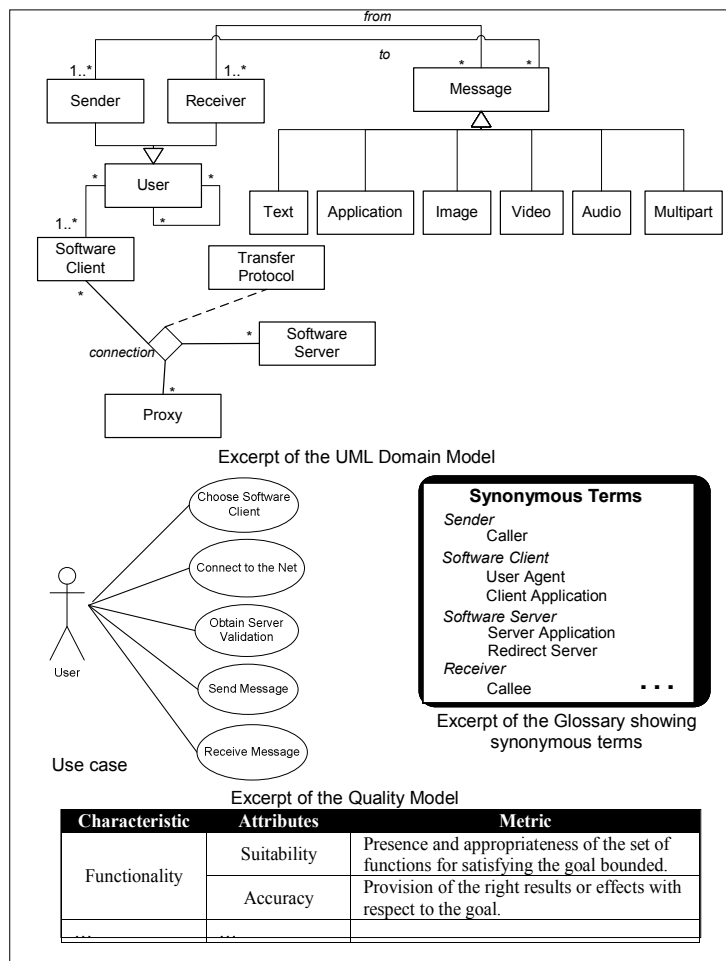 from
to
1..*
1..*
*
*
Sender
Receiver
Message
*
User
*
*
1..*
Text
Application
Image
Video
Audio
Multipart
Software
Client
Transfer
Protocol
*
connection
*
Software
Server
*
Proxy
Excerpt of the UML Domain Model
Choose Software
Client
Connect to the Net
Obtain Server
Validation
Send Message
Receive Message
User
Use case
Synonymous Terms
Sender
Caller
Software Client
User Agent
Client Application
Software Server
Server Application
Redirect Server
Receiver
Callee . . .
Excerpt of the Glossary showing
synonymous terms
Excerpt of the Quality Model
Characteristic Attributes Metric
Functionality
Suitability
Presence and appropriateness of the set of
functions for satisfying the goal bounded.
Accuracy
Provision of the right results or effects with
respect to the goal.
... ...